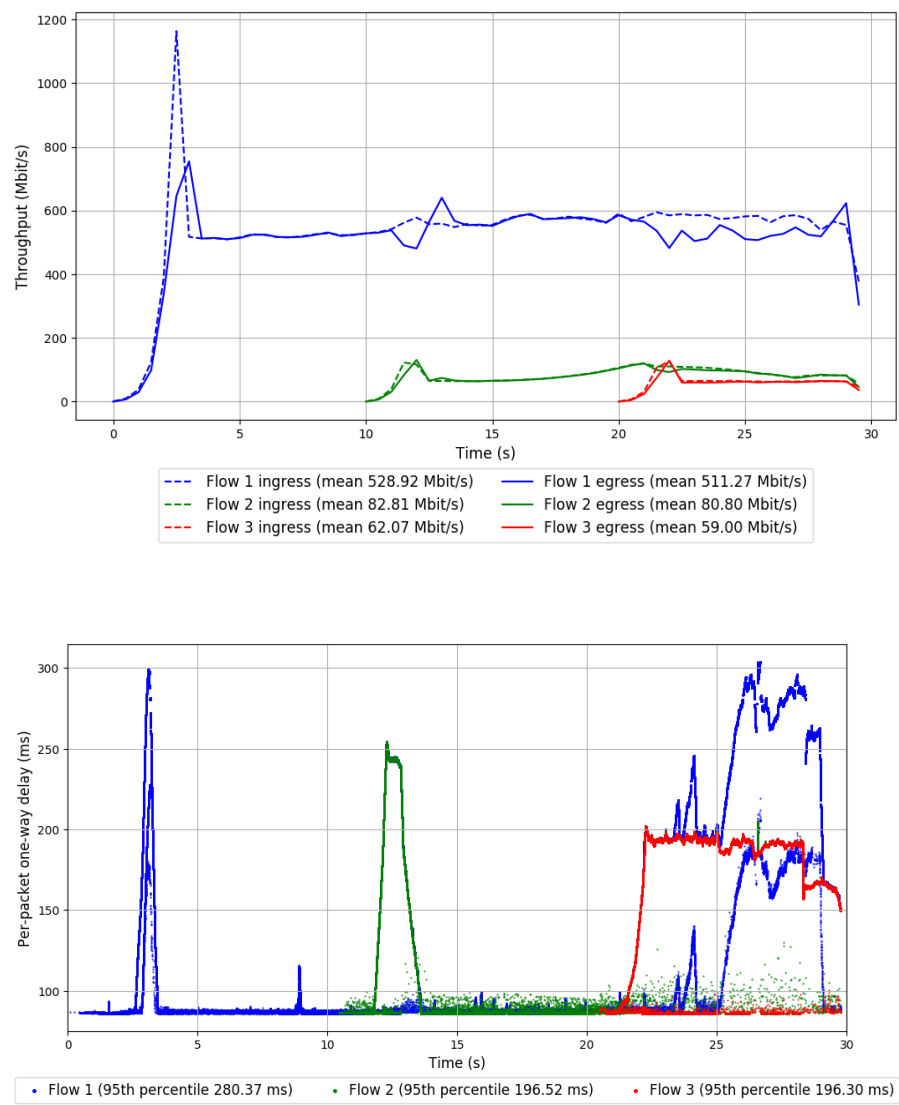 1200
1000
800
600
400
200
0
Throughput (Mbit/s)
0 5 10 15 20 25 30
Time (s)
Flow 1 ingress (mean 528.92 Mbit/s) Flow 1 egress (mean 511.27 Mbit/s)
Flow 2 ingress (mean 82.81 Mbit/s) Flow 2 egress (mean 80.80 Mbit/s)
Flow 3 ingress (mean 62.07 Mbit/s) Flow 3 egress (mean 59.00 Mbit/s)
300
250
200
150
100
Per-packet one-way delay (ms)
0 5 10 15 20 25 30
Time (s)
Flow 1 (95th percentile 280.37 ms) Flow 2 (95th percentile 196.52 ms) Flow 3 (95th percentile 196.30 ms)